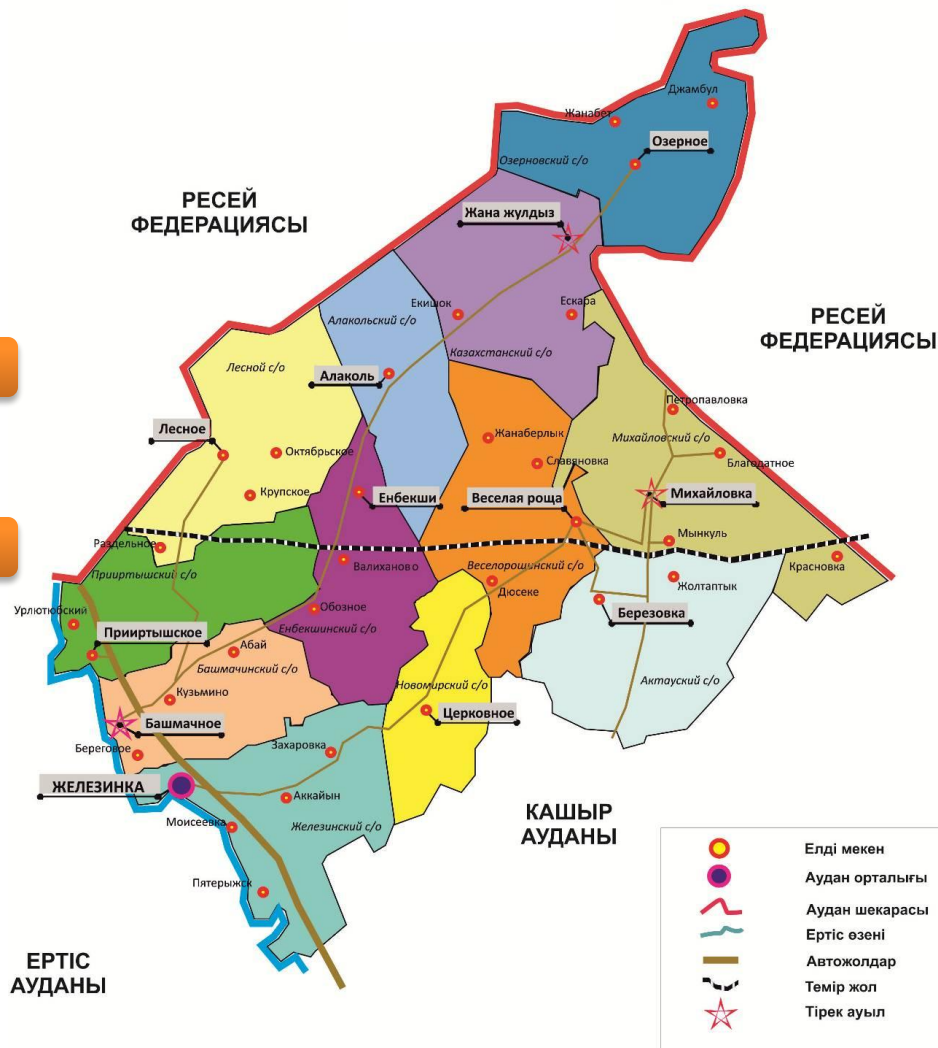 Джамбул
Жанабет
Озерное
Озерновский с/о
РЕСЕЙ
ФЕДЕРАЦИЯСЫ
Жана жулдыз
Екишок
Ескара
Алакольский с/о
РЕСЕЙ
ФЕДЕРАЦИЯСЫ
Казахстанский с/о
Лесной с/о
Алаколь
Петропавловка
Лесное
Жанаберлык
Михайловский с/о
Октябрьское
Славяновка
Благодатное
Крупское
Енбекши
Веселая роща
Михайловка
Раздельное
Мынкуль
Валиханово
Веселорощинский с/о
Красновка
Прииртышский с/о
Дюсеке
Жолтаптык
Урлютюбский
Обозное
Березовка
Прииртышское
Енбекшинский с/о
Абай
Башмачинский с/о
Актауский с/о
Новомирский с/о
Кузьмино
Церковное
Башмачное
Береговое
Захаровка
ЖЕЛЕЗИНКА
Аккайын
КАШЫР
АУДАНЫ
Моисеевка
Железинский с/о
Пятерыжск
ЕРТІС
АУДАНЫ
Елді мекен
Аудан орталығы
Аудан шекарасы
Ертіс өзені
Автожолдар
Темір жол
Тірек ауыл